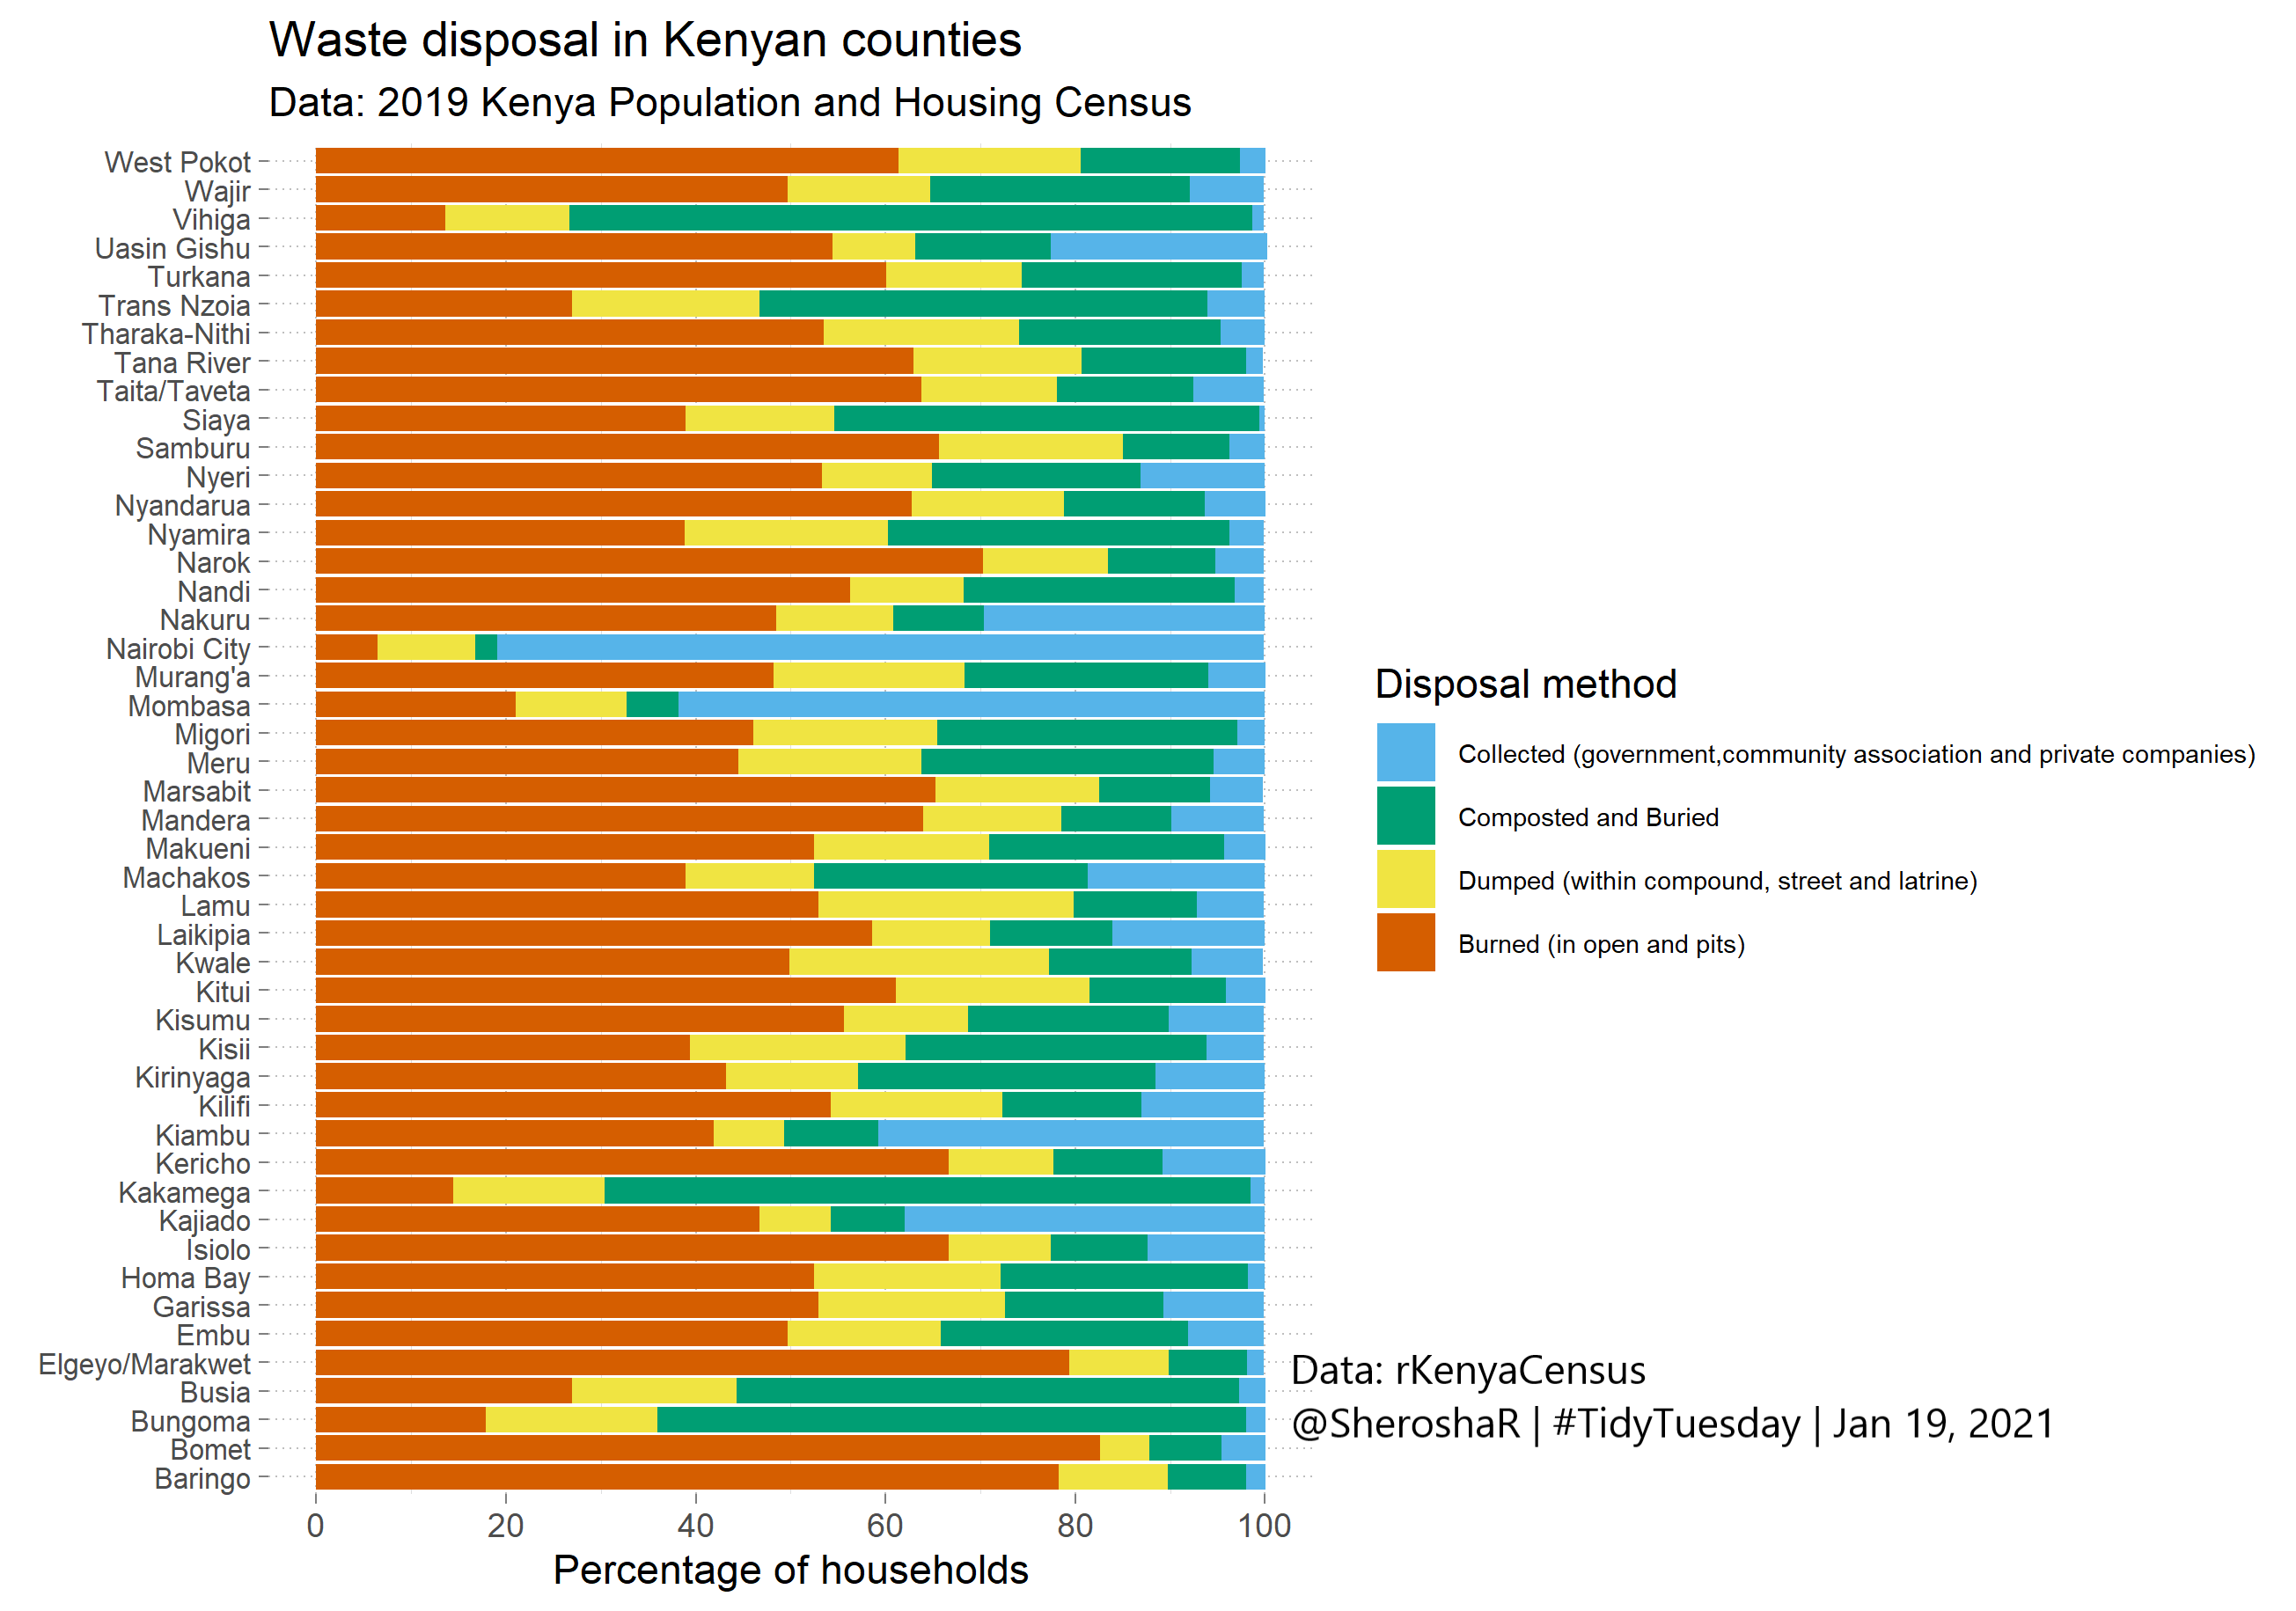 Waste disposal in Kenyan counties
Data: 2019 Kenya Population and Housing Census
West Pokot
Wajir
Vihiga
Uasin Gishu
Turkana
Trans Nzoia
Tharaka-Nithi
Tana River
Taita/Taveta
Siaya
Samburu
Nyeri
Nyandarua
Nyamira
Narok
Nandi
Nakuru
Nairobi City
Murang'a
Mombasa
Migori
Meru
Marsabit
Mandera
Makueni
Machakos
Lamu
Laikipia
Kwale
Kitui
Kisumu
Kisii
Kirinyaga
Kilifi
Kiambu
Kericho
Kakamega
Kajiado
Isiolo
Homa Bay
Garissa
Embu
Elgeyo/Marakwet
Busia
Bungoma
Bomet
Baringo
0 20 40 60 80 100
Percentage of households
Disposal method
Collected (government,community association and private companies)
Composted and Buried
Dumped (within compound, street and latrine)
Burned (in open and pits)
Data: rKenyaCensus
@SheroshaR | #TidyTuesday | Jan 19, 2021